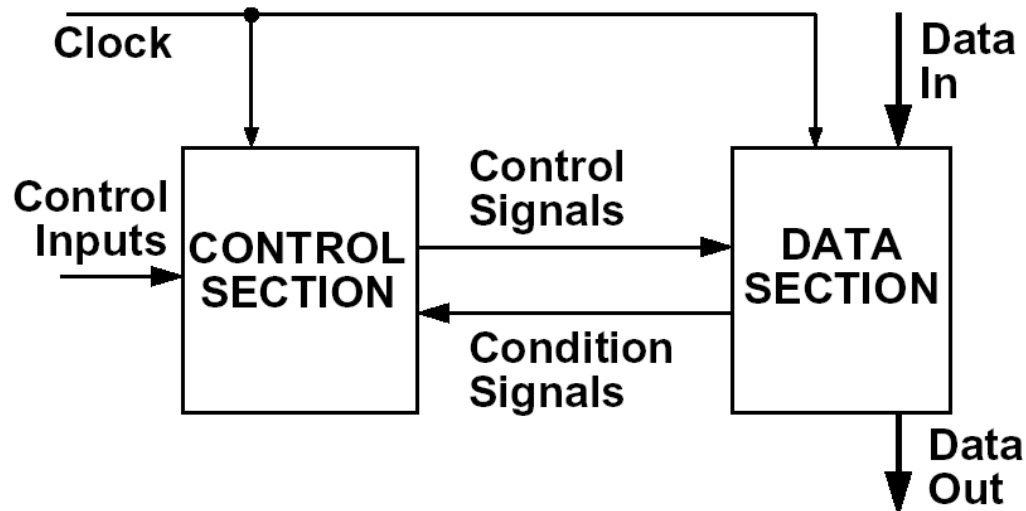 Clock
Data
In
Control
Inputs
CONTROL
SECTION
Control
Signals
DATA
SECTION
Condition
Signals
Data
Out